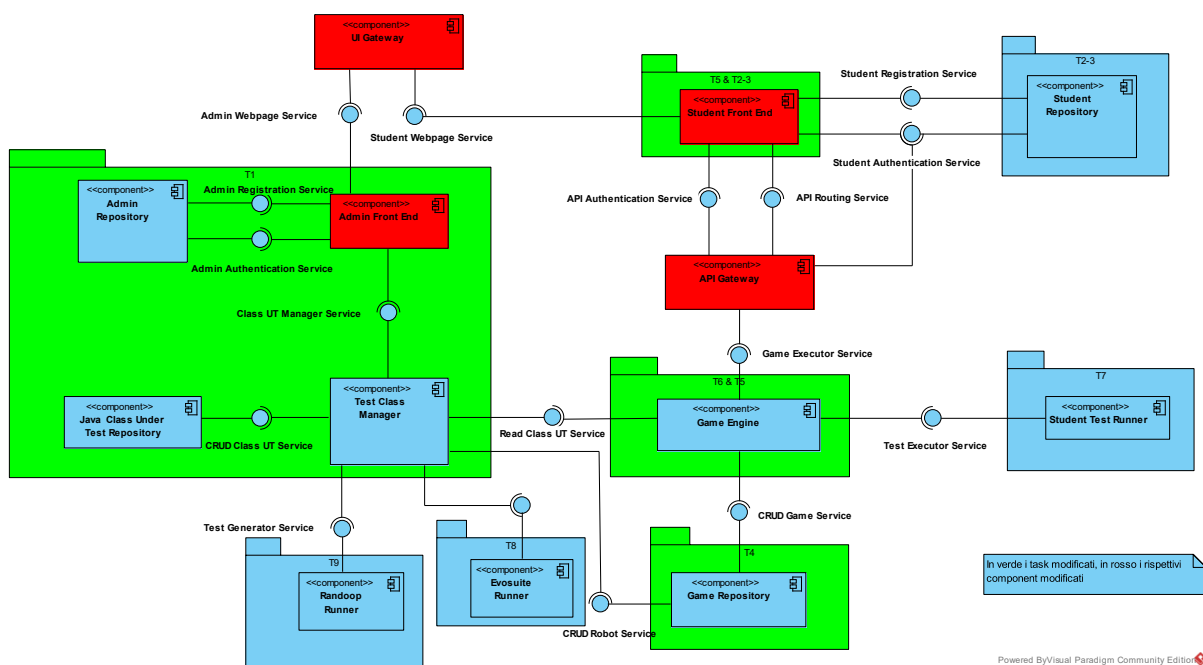 <<component>>
UI Gateway
Admin Webpage Service
Student Webpage Service
T5 & T2-3
<<component>>
Student Front End
Student Registration Service
Student Authentication Service
T2-3
<<component>>
Student
Repository
T1
<<component>>
Admin
Repository
Admin Registration Service
Admin Authentication Service
<<component>>
Admin Front End
API Authentication Service
API Routing Service
<<component>>
API Gateway
Class UT Manager Service
Game Executor Service
<<component>>
Java Class Under
Test Repository
CRUD Class UT Service
<<component>>
Test Class
Manager
Read Class UT Service
T6 & T5
<<component>>
Game Engine
Test Executor Service
T7
<<component>>
Student Test Runner
Test Generator Service
CRUD Game Service
T9
<<component>>
Randoop
Runner
T8
<<component>>
Evosuite
Runner
T4
<<component>>
Game Repository
CRUD Robot Service
In verde i task modificati, in rosso i rispettivi
component modificati
Powered By Visual Paradigm Community Edition